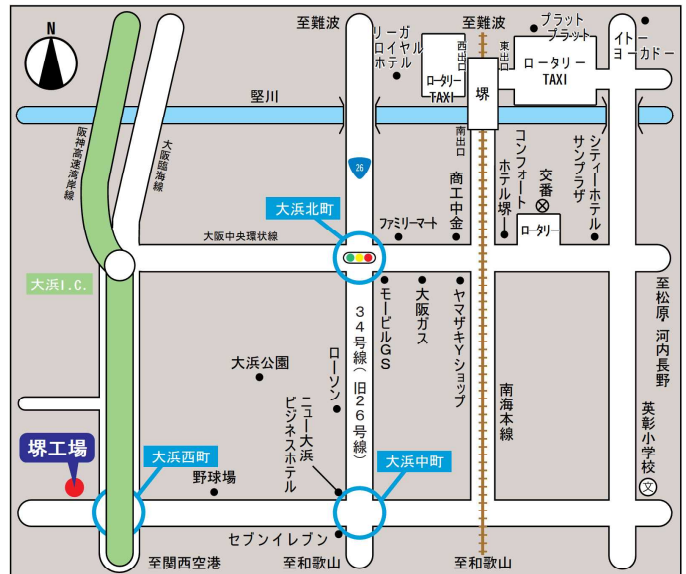 至難波
至難波
リーガ
ロイヤル
ホテル
ロータリー
TAXI
西出口
東出口
プラット
プラット
ロータリー
TAXI
イトー
ヨーカドー
堅川
堺
南出口
阪神高速湾岸線
大阪臨海線
26
大浜北町
ファミリーマート
商工中金
コンフォート
ホテル堺
交番
ロータリー
シティーホテル
サンプラザ
大阪中央環状線
大浜I.C.
モービルGS
大阪ガス
ヤマザキYショップ
至松原・河内長野
34号線(旧26号線)
大浜公園
ローソン
ニュー大浜
ビジネスホテル
南海本線
英彰小学校
文
堺工場
大浜西町
野球場
大浜中町
セブンイレブン
至関西空港
至和歌山
至和歌山